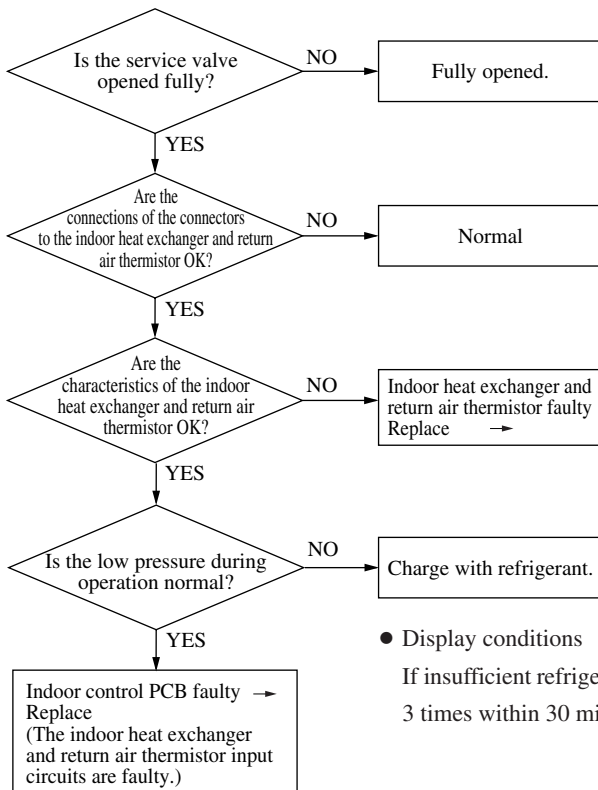 Is the service valve
opened fully?
NO
Fully opened.
YES
Are the
connections of the connectors
to the indoor heat exchanger and return
air thermistor OK?
NO
Normal
YES
Are the
characteristics of the indoor
heat exchanger and return air
thermistor OK?
NO
Indoor heat exchanger and
return air thermistor faulty
Replace →
YES
Is the low pressure during
operation normal?
NO
Charge with refrigerant.
YES
Indoor control PCB faulty →
Replace
(The indoor heat exchanger
and return air thermistor input
circuits are faulty.)
● Display conditions
If insufficient
3 times within 30